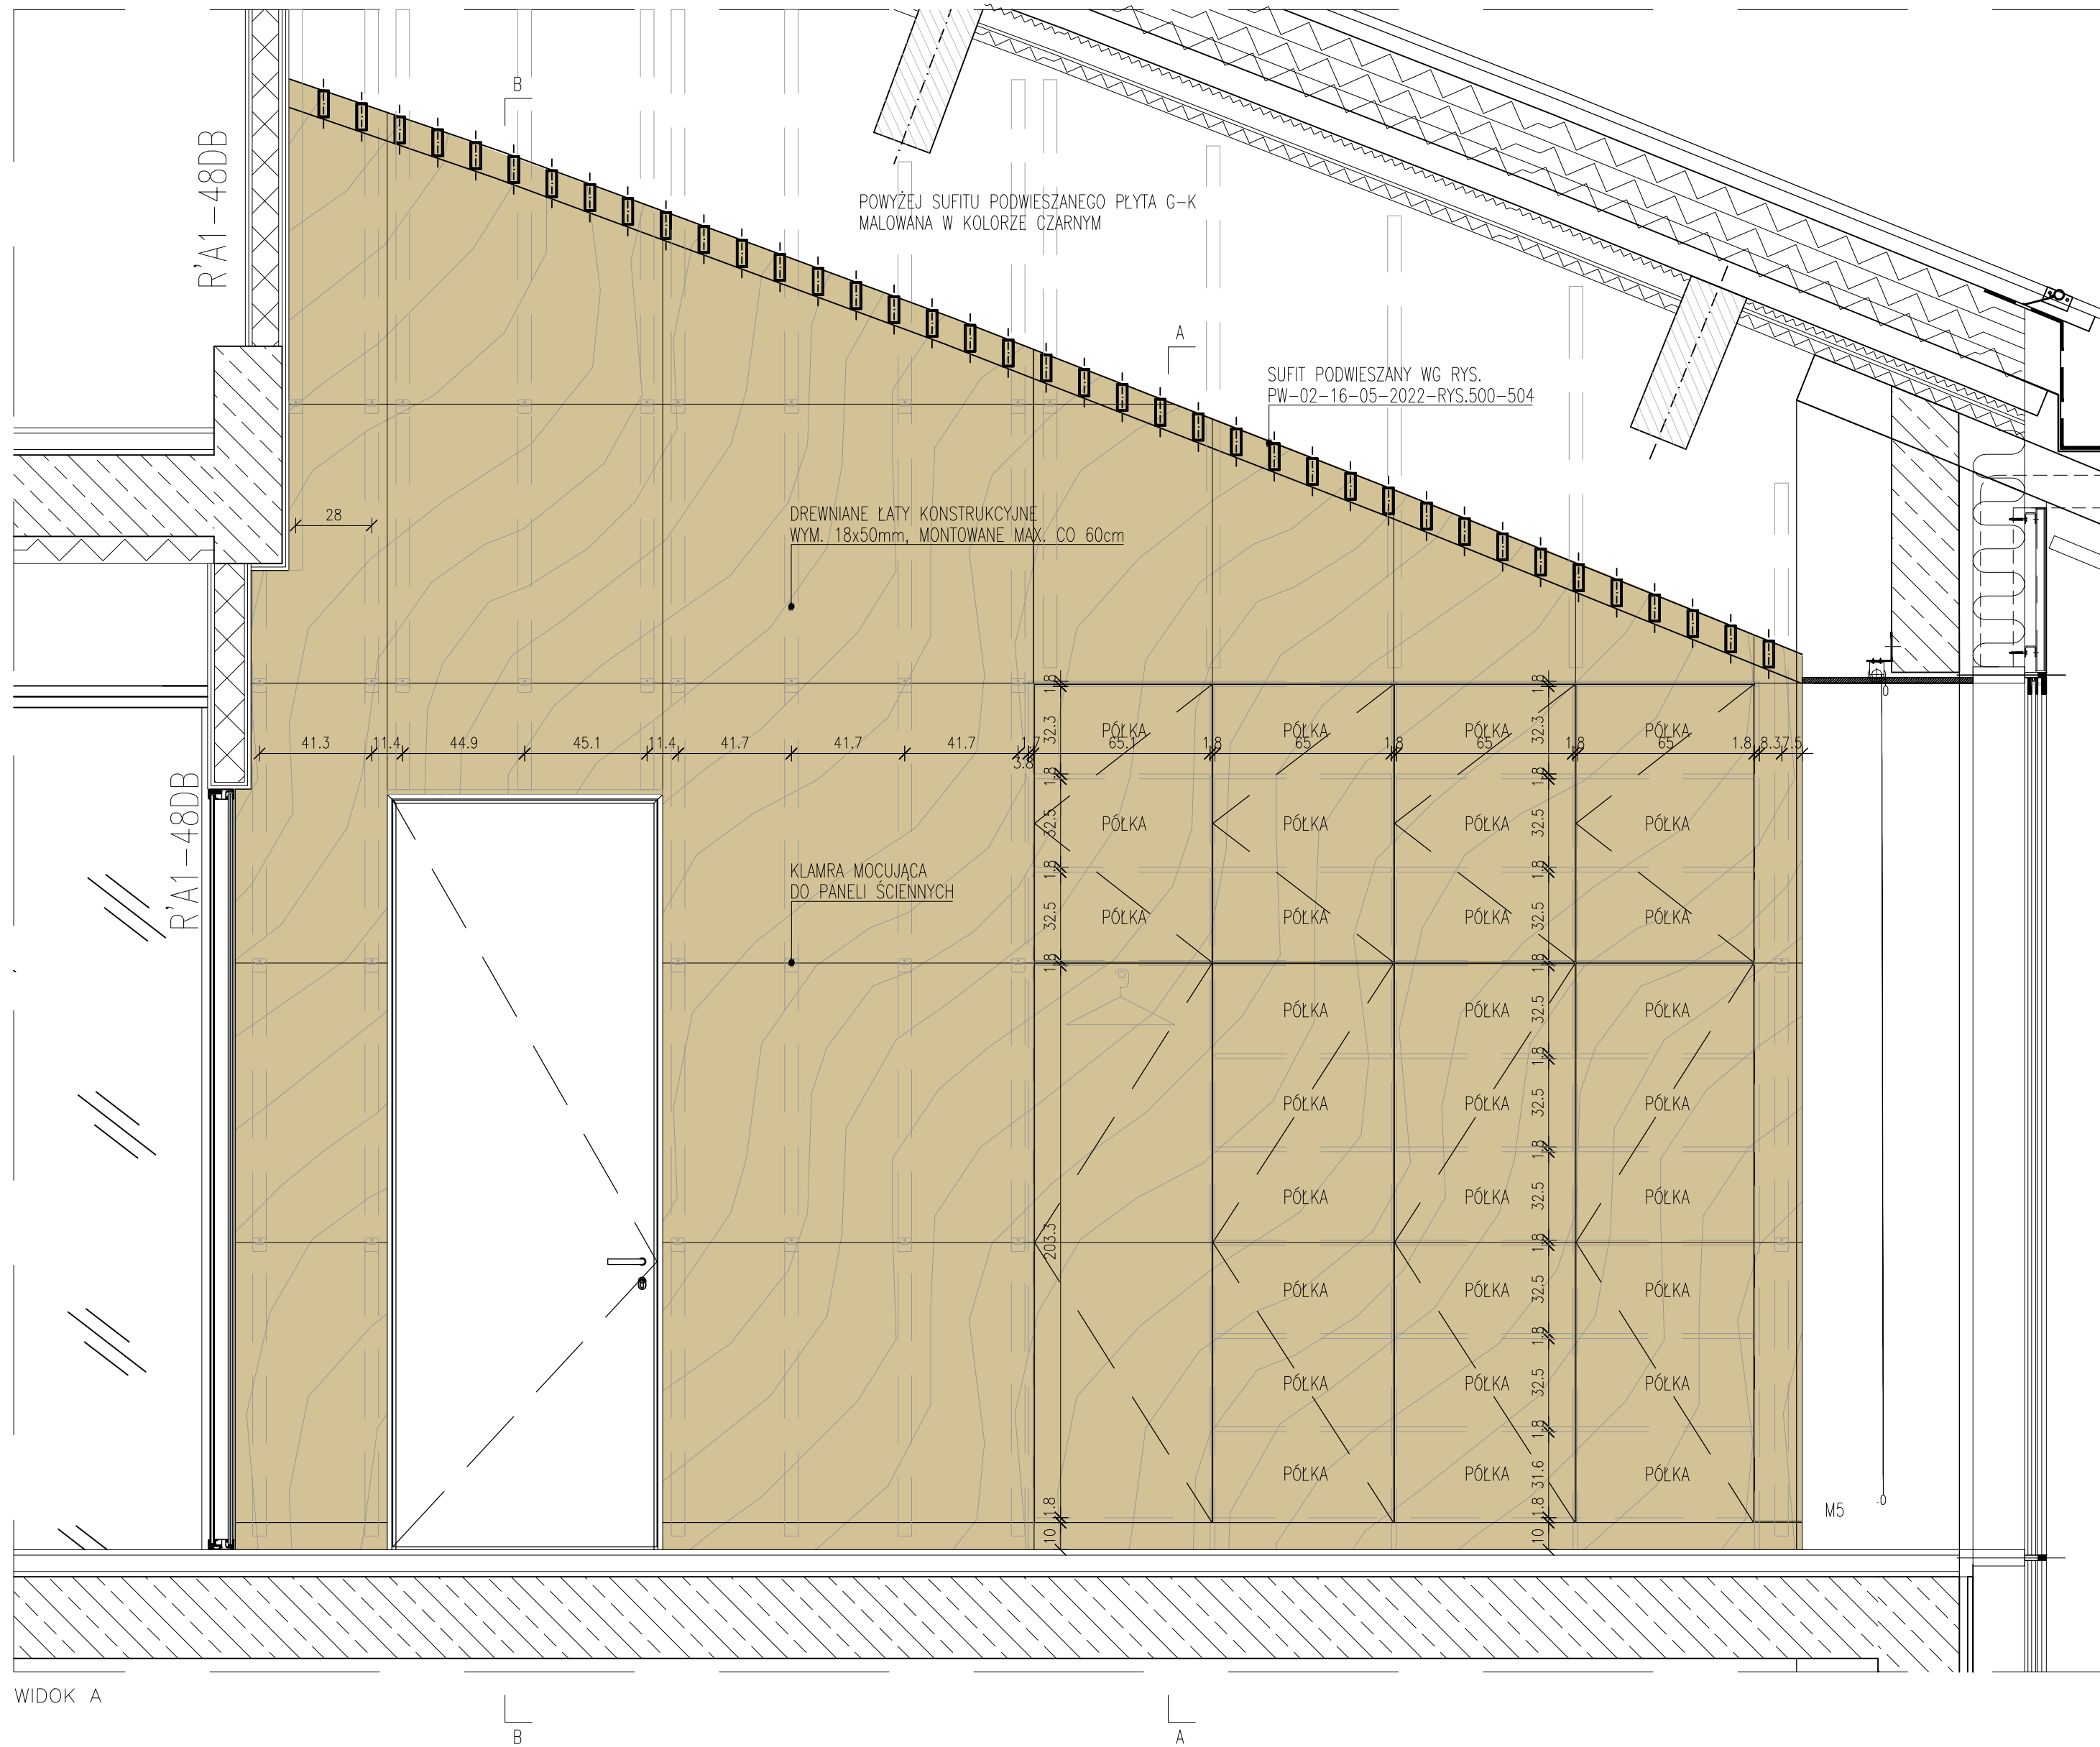 B
R'A1-48DB
POWYŻEJ SUFITU PODWIESZANEGO PŁYTA G-K
MALOWANA W KOLORZE CZARNYM
A
SUFIT PODWIESZANY WG RYS.
PW-02-16-05-2022-RYS.500-504
28
DREWNIANE ŁATY KONSTRUKCYJNE
WYM. 18x50mm, MONTOWANE MAX. CO 60cm
1.8 1.8
32.3 PÓŁKA PÓŁKA PÓŁKA 32.3 PÓŁKA
41.3 11.4 44.9 45.1 11.4 41.7 41.7 41.7 1.7 65.1 1.8 65 1.8 65 1.8 65 1.8 8.3 7.5
3.8
1.8 1.8
R'A1-48DB
32.5 PÓŁKA PÓŁKA PÓŁKA 32.5 PÓŁKA
1.8 1.8
KLAMRA MOCUJĄCA
DO PANELI ŚCIENNYCH
32.5 PÓŁKA PÓŁKA PÓŁKA 32.5 PÓŁKA
1.8 1.8
PÓŁKA PÓŁKA 32.5 PÓŁKA
1.8
PÓŁKA PÓŁKA 32.5 PÓŁKA
1.8
PÓŁKA PÓŁKA 32.5 PÓŁKA
203.3 1.8
PÓŁKA PÓŁKA 32.5 PÓŁKA
1.8
PÓŁKA PÓŁKA 32.5 PÓŁKA
1.8
PÓŁKA PÓŁKA 31.6 PÓŁKA
1.8 1.8
M5
10 10
WIDOK A
B
A